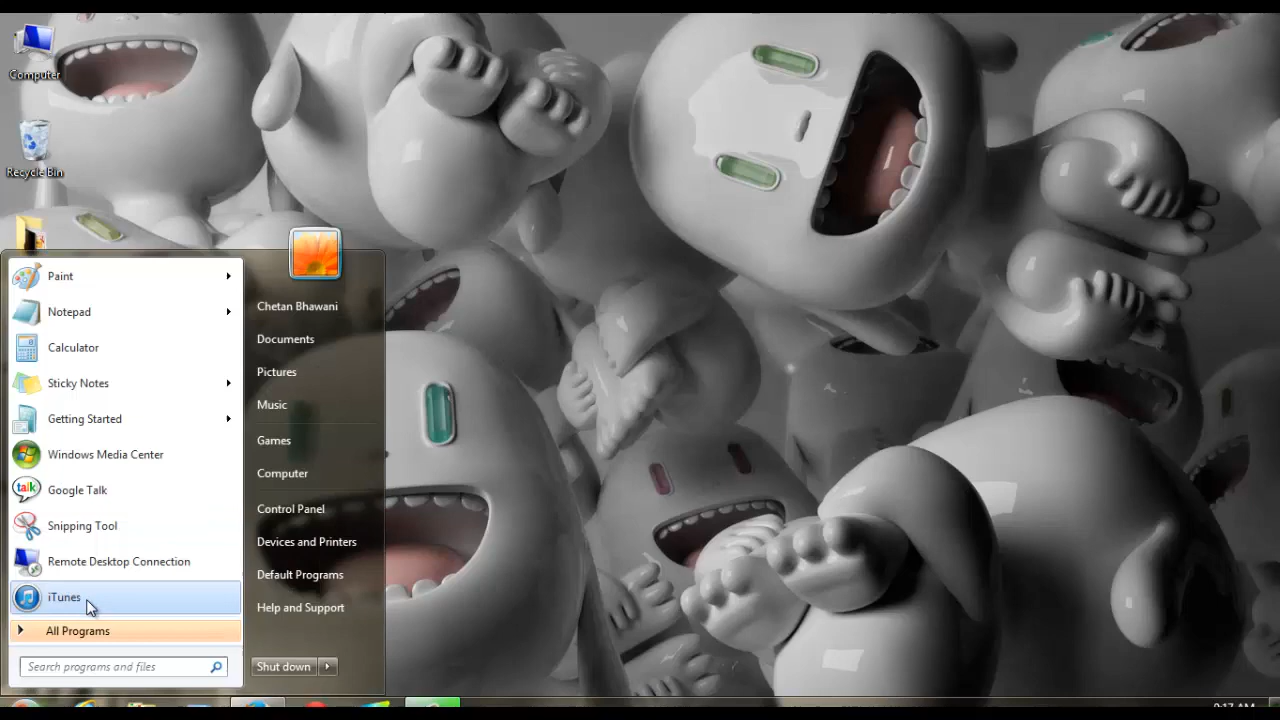 Computer
Recycle Bin
Paint
Notepad
Calculator
Sticky Notes
Getting Started
Windows Media Center
talk
Google Talk
Snipping Tool
Remote Desktop Connection
iTunes
All Programs
Search programs and files
Chetan Bhawani
Documents
Pictures
Music
Games
Computer
Control Panel
Devices and Printers
Default Programs
Help and Support
Shut down